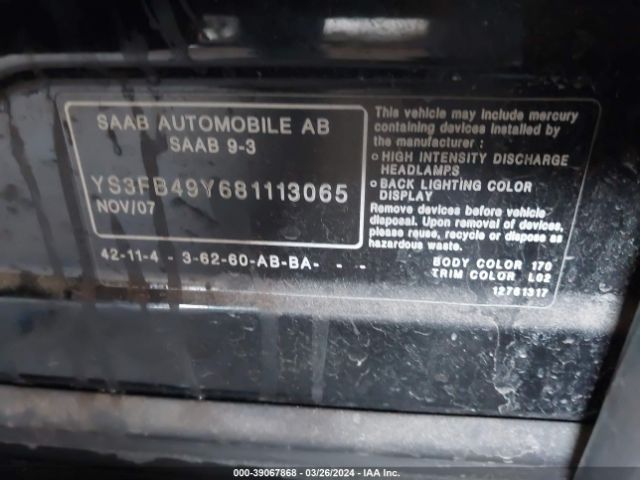 SAAB AUTOMOBILE AB
SAAB 9-3
YS3FB49Y681113065
NOV/07
42-11-4 - 3-62-60-AB-BA- - -
This vehicle may include mercury
containing devices installed by
the manufacturer :
o HIGH INTENSITY DISCHARGE
HEADLAMPS
o BACK LIGHTING COLOR
DISPLAY
Remove devices before vehicle
disposal. Upon removal of devices,
please reuse, recycle or dispose as
hazardous waste.
BODY COLOR 170
TRIM COLOR L02
12781317
000-39067868 - 03/26/2024 - IAA Inc.